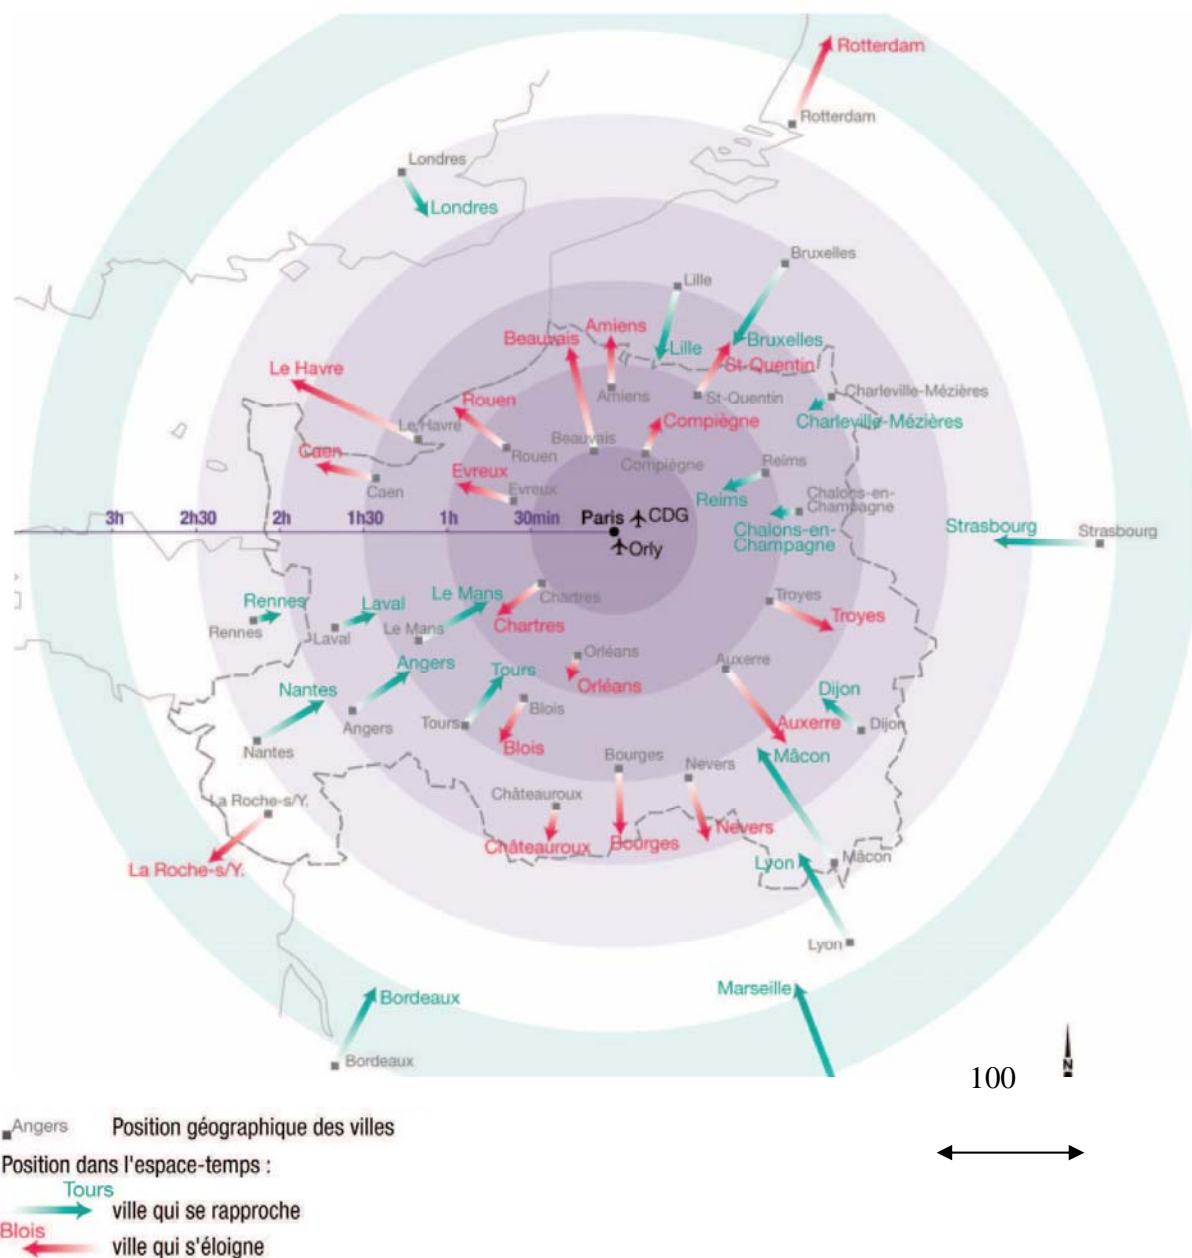 Rotterdam
Rotterdam
Londres
Londres
Bruxelles
Lille
Amiens
Beauvais
Lille
Bruxelles
St-Quentin
Le Havre
Charleville-Mézières
Amiens
St-Quentin
Rouen
Compiègne
Charleville-Mézières
Le Havre
Beauvais
Caen
Rouen
Compiègne
Reims
Evreux
Caen
Evreux
Reims
Chalons-en-
Champagne
3h
2h30
2h
1h30
1h
30min
Paris
CDG
Orly
Chalons-en-
Champagne
Strasbourg
Strasbourg
Rennes
Laval
Le Mans
Chartres
Troyes
Rennes
Laval
Le Mans
Chartres
Troyes
Orléans
Auxerre
Angers
Tours
Orléans
Nantes
Dijon
Blois
Angers
Tours
Auxerre
Dijon
Nantes
Blois
Bourges
Nevers
Mâcon
La Roche-s/Y.
Châteauroux
Nevers
Châteauroux
Bourges
Lyon
Mâcon
La Roche-s/Y.
Lyon
Marseille
Bordeaux
Bordeaux
N
100
Angers
Position géographique des villes
Position dans l'espace-temps :
Tours
ville qui se rapproche
Blois
ville qui s'éloigne